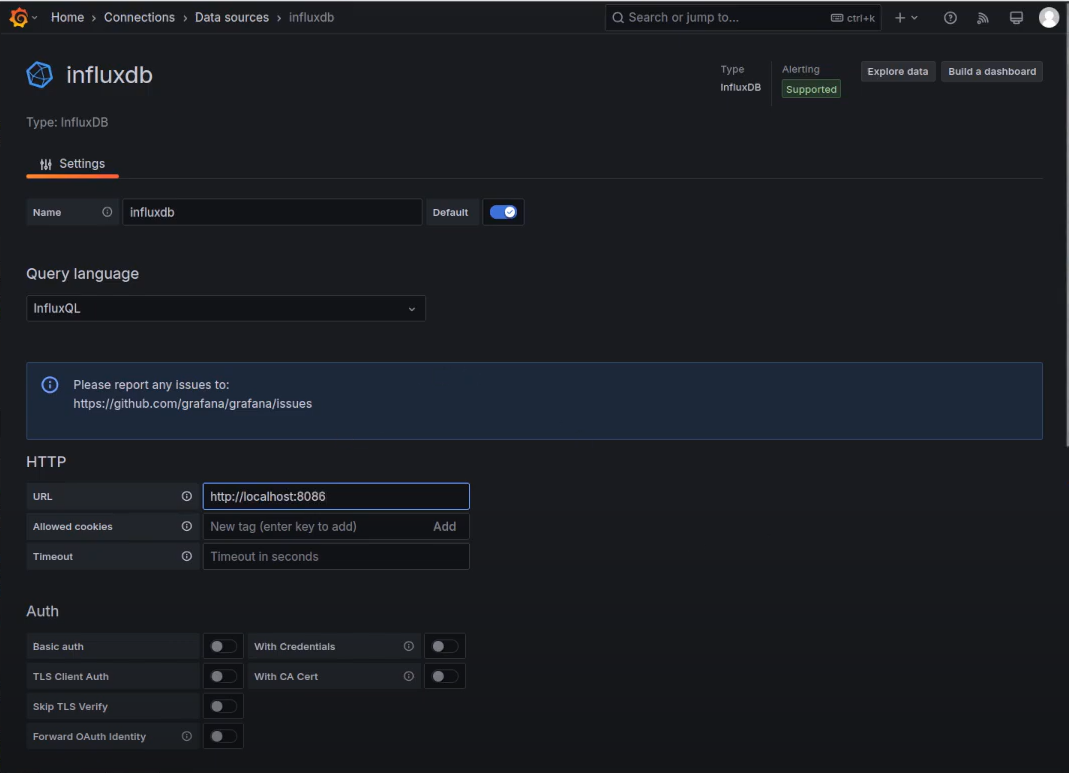 Home › Connections › Data sources › influxdb
Search or jump to... ctrl+k
influxdb
Type: InfluxDB
Type
InfluxDB
Alerting
Supported
Explore data
Build a dashboard
Settings
Name influxdb Default
Query language
InfluxQL
Please report any issues to:
https://github.com/grafana/grafana/issues
HTTP
URL http://localhost:8086
Allowed cookies New tag (enter key to add) Add
Timeout Timeout in seconds
Auth
Basic auth With Credentials
TLS Client Auth With CA Cert
Skip TLS Verify
Forward OAuth Identity